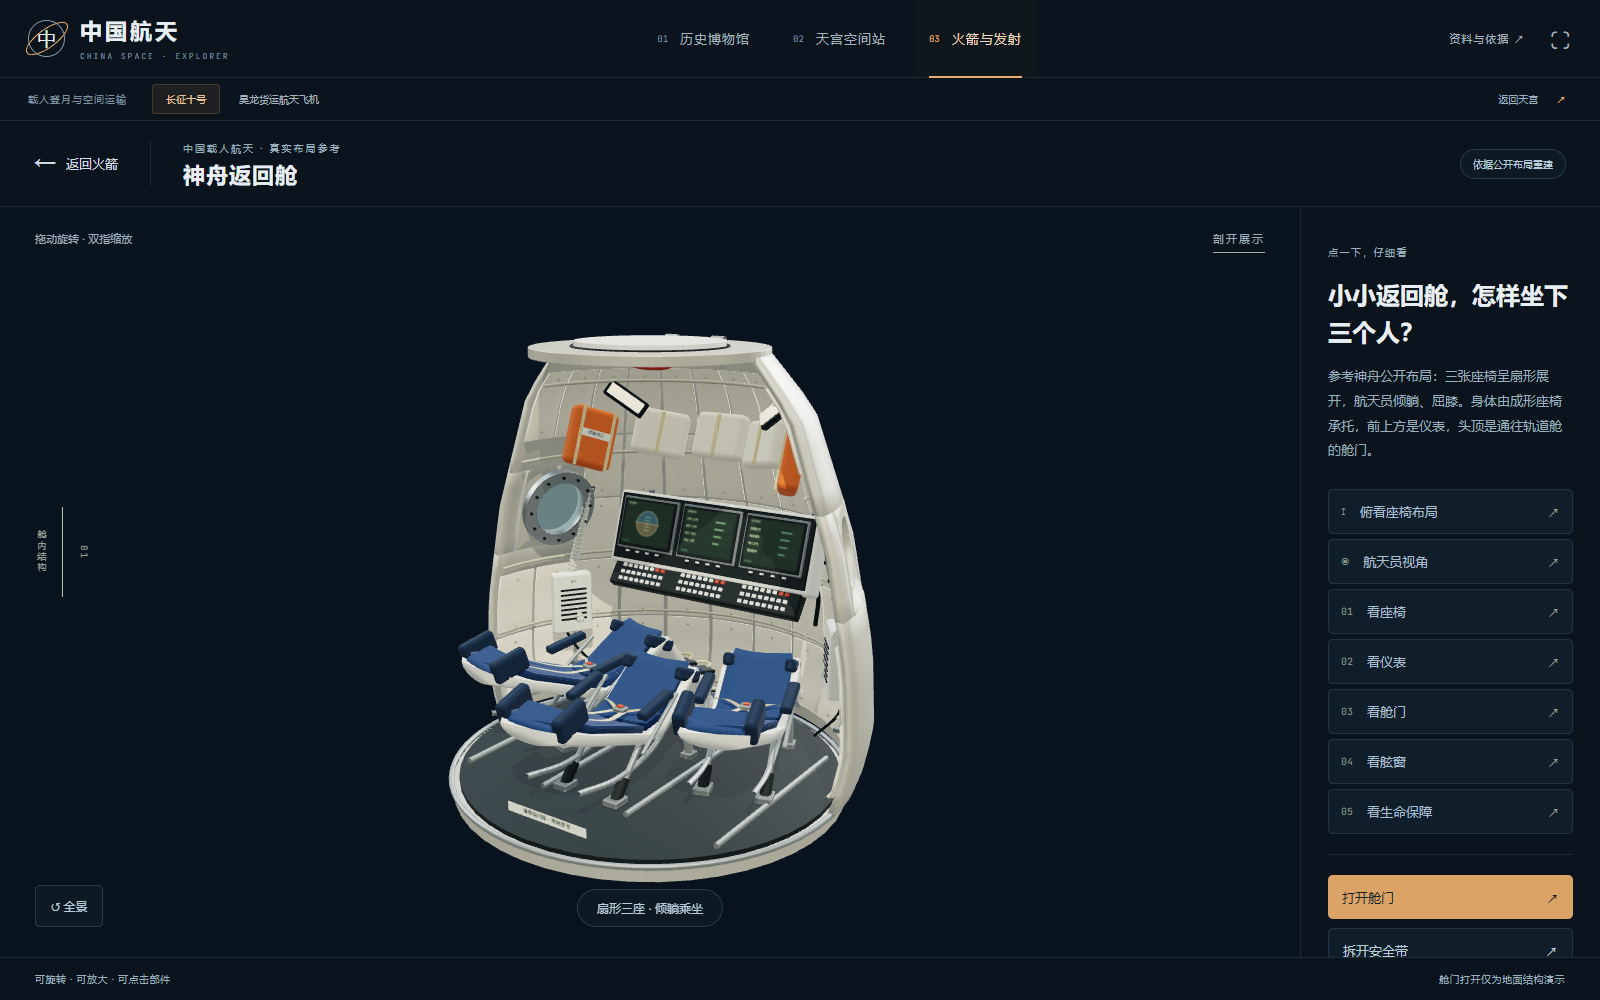 中
中国航天
CHINA SPACE · EXPLORER
01 历史博物馆
02 天宫空间站
03 火箭与发射
资料与依据 ↗
载人登月与空间运输
长征十号
昊龙货运航天飞机
返回天宫 ↗
← 返回火箭
中国载人航天 · 真实布局参考
神舟返回舱
依据公开布局重建
拖动旋转 · 双指缩放
剖开展示
舱内结构
01
点一下，仔细看
小小返回舱，怎样坐下
三个人？
参考神舟公开布局：三张座椅呈扇形展
开，航天员倾躺、屈膝。身体由成形座椅
承托，前上方是仪表，头顶是通往轨道舱
的舱门。
俯看座椅布局 ↗
◉ 航天员视角 ↗
01 看座椅 ↗
02 看仪表 ↗
03 看舱门 ↗
04 看舷窗 ↗
05 看生命保障 ↗
打开舱门 ↗
拆开安全带 ↗
↺ 全景
扇形三座 · 倾躺乘坐
可旋转 · 可放大 · 可点击部件
舱门打开仅为地面结构演示